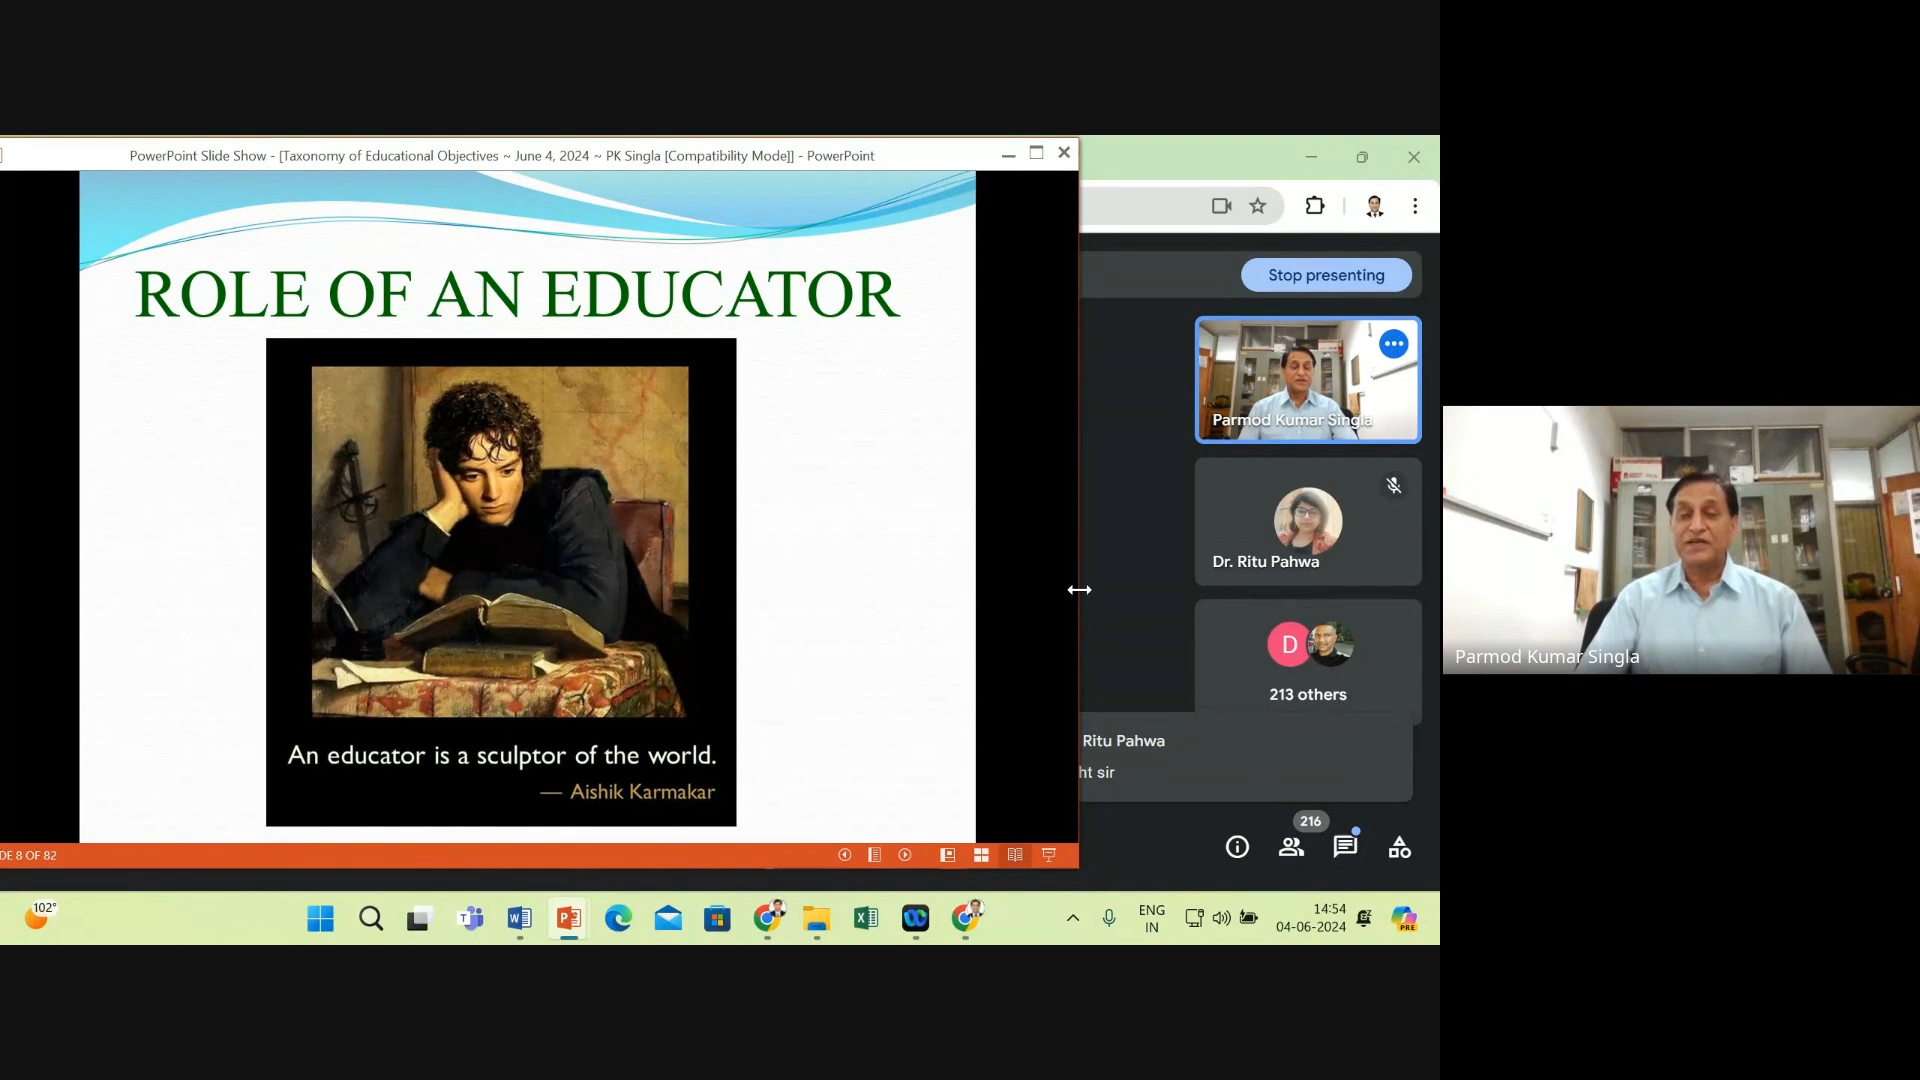 PowerPoint Slide Show - [Taxonomy of Educational Objectives ~ June 4, 2024 ~ PK Singla [Compatibility Mode]] - PowerPoint
ROLE OF AN EDUCATOR
An educator is a sculptor of the world.
— Aishik Karmakar
DE 8 OF 82
Stop presenting
Parmod Kumar Singla
Dr. Ritu Pahwa
D
213 others
Ritu Pahwa
ht sir
216
102°
ENG
IN
14:54
04-06-2024
PRE
Parmod Kumar Singla